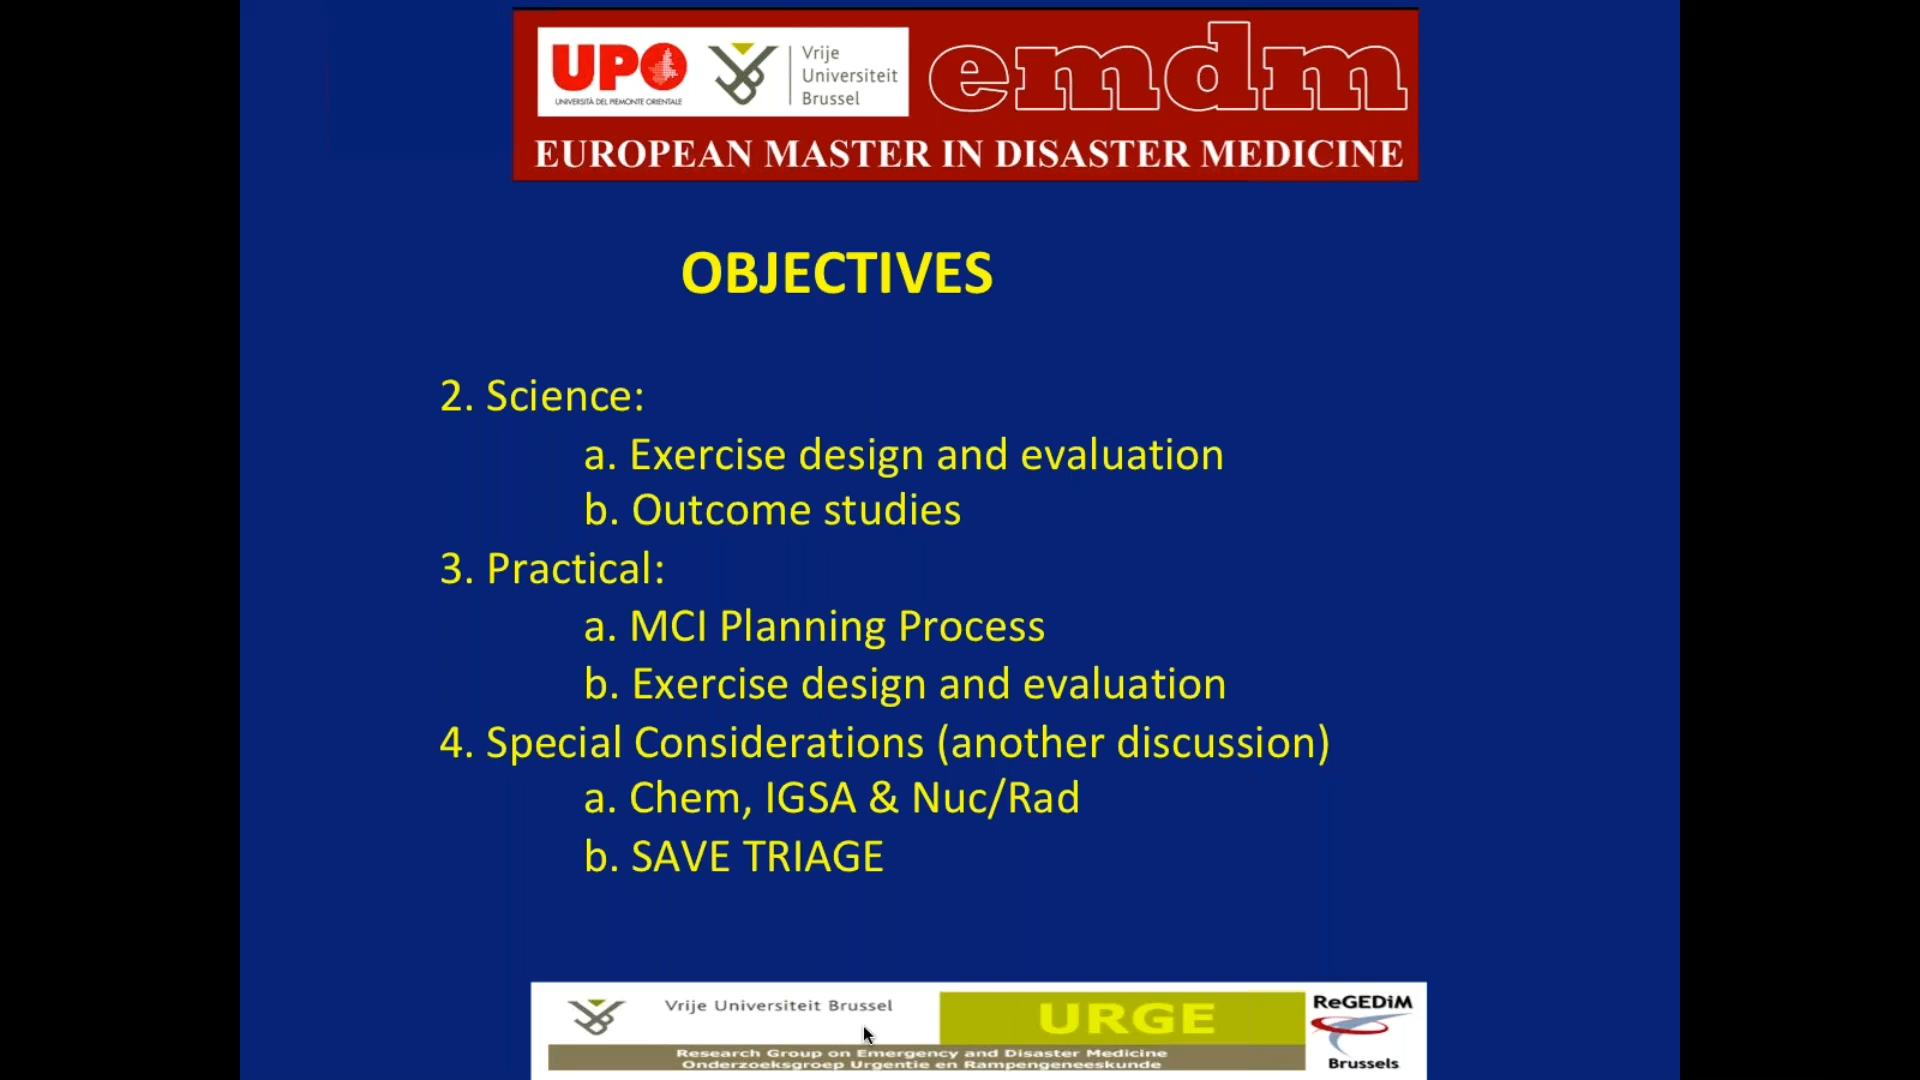 UPO
UNIVERSITÀ DEL PIEMONTE ORIENTALE
Vrije
Universiteit
Brussel
emdm
EUROPEAN MASTER IN DISASTER MEDICINE
OBJECTIVES
2. Science:
a. Exercise design and evaluation
b. Outcome studies
3. Practical:
a. MCI Planning Process
b. Exercise design and evaluation
4. Special Considerations (another discussion)
a. Chem, IGSA & Nuc/Rad
b. SAVE TRIAGE
Vrije Universiteit Brussel
URGE
Research Group on Emergency and Disaster Medicine
Onderzoeksgroep Urgentie en Rampengeneeskunde
ReGEDiM
Brussels